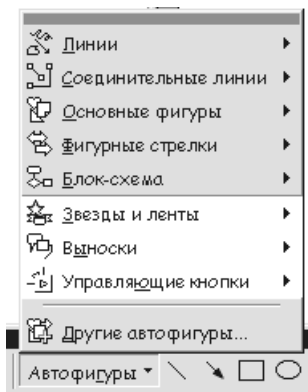 Линии
Соединительные линии
Основные фигуры
Фигурные стрелки
Блок-схема
Звезды и ленты
Выноски
Управляющие кнопки
Другие автофигуры...
Автофигуры